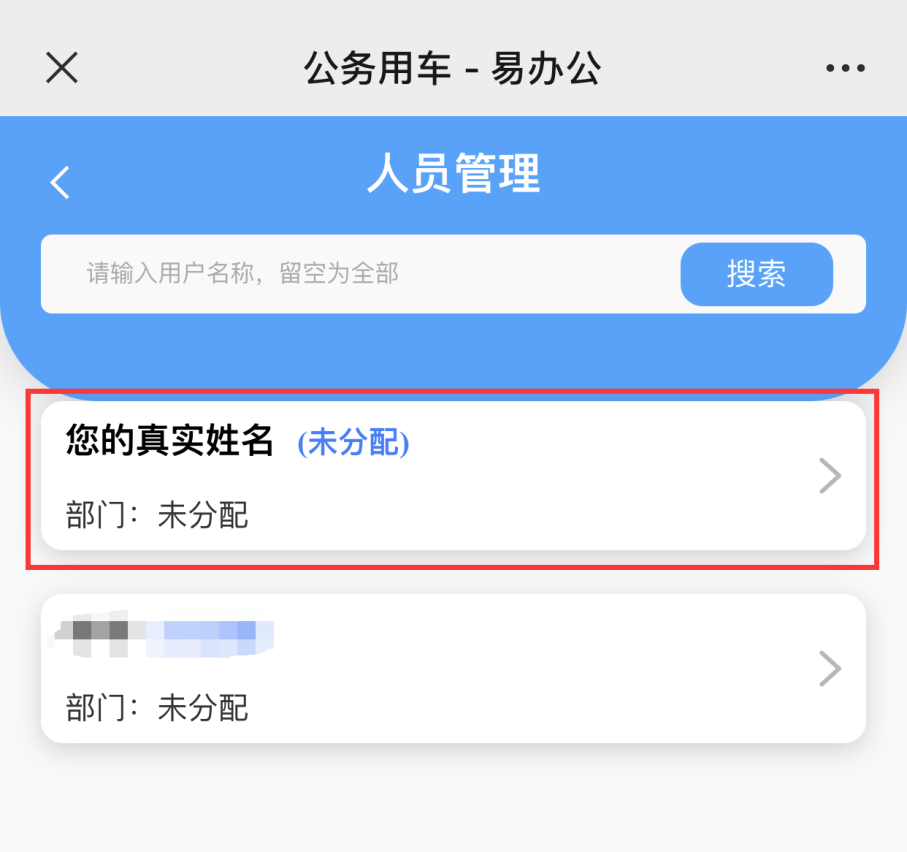 公务用车 - 易办公
人员管理
请输入用户名称，留空为全部
搜索
您的真实姓名 (未分配)
部门：未分配
部门：未分配